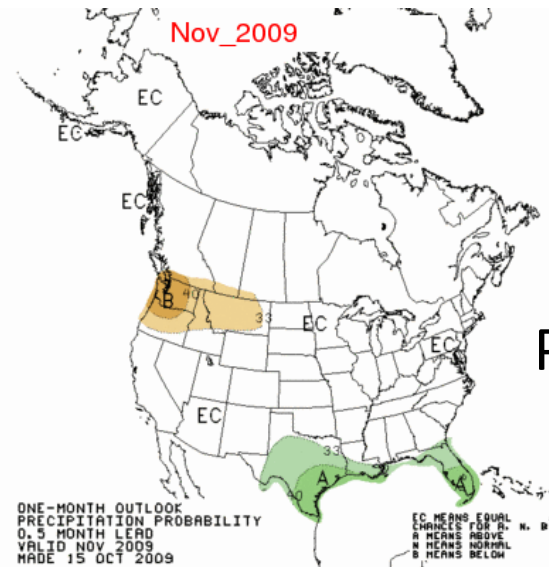 Nov_2009
EC
EC
EC
40
B
33
EC
EC
P
EC
33
A
A
40
ONE-MONTH OUTLOOK
PRECIPITATION PROBABILITY
0.5 MONTH LEAD
VALID NOV 2009
MADE 15 OCT 2009
EC MEANS EQUAL
CHANCES FOR A, N, B
A MEANS ABOVE
N MEANS NORMAL
B MEANS BELOW